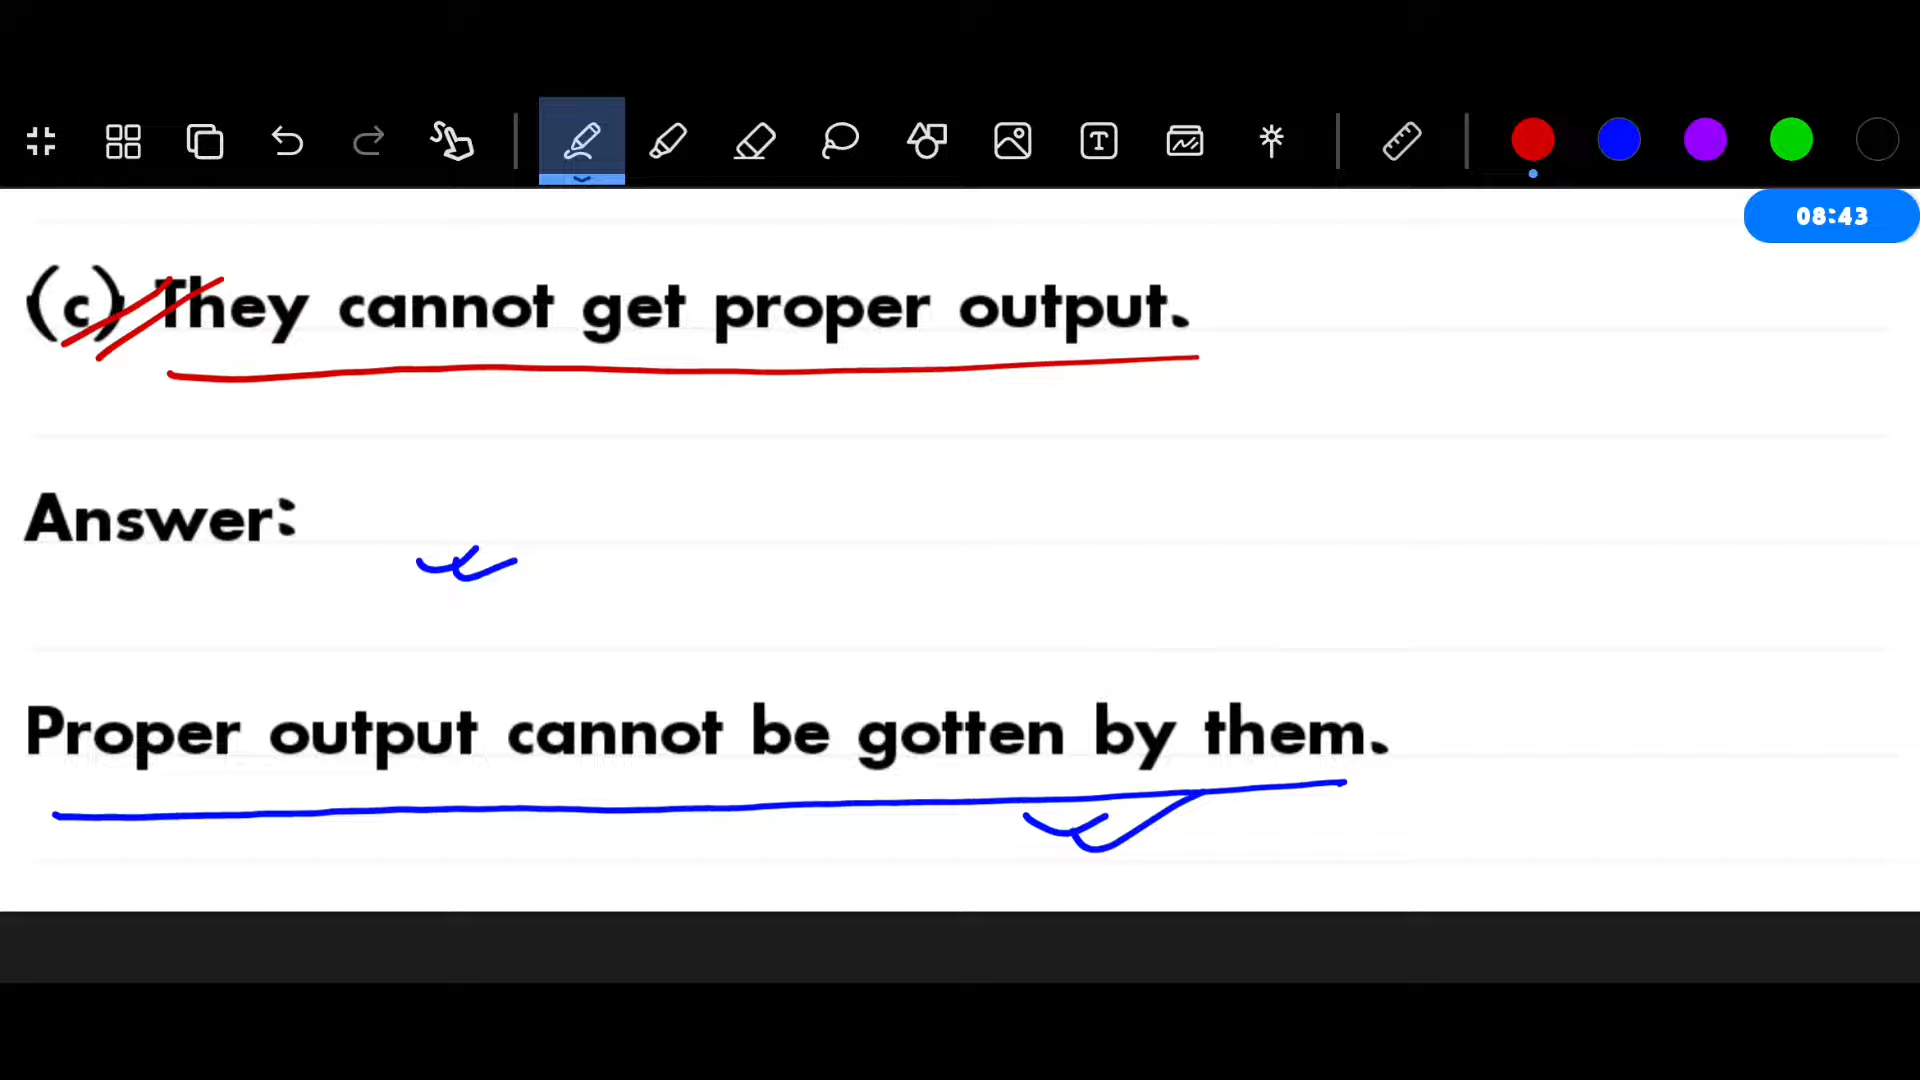 08:43
(c) They cannot get proper output.
Answer:
Proper output cannot be gotten by them.